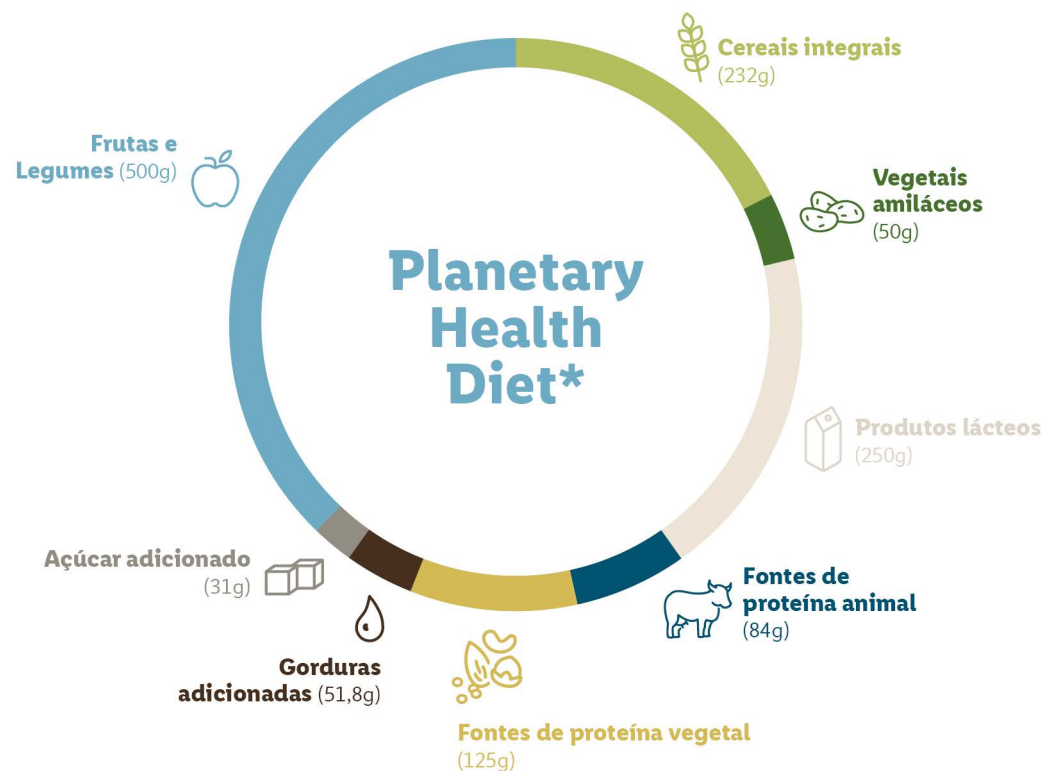 Planetary
Health
Diet*
Cereais integrais
(232g)
Vegetais
amiláceos
(50g)
Produtos lácteos
(250g)
Fontes de
proteína animal
(84g)
Fontes de proteína vegetal
(125g)
Gorduras
adicionadas (51,8g)
Açúcar adicionado
(31g)
Frutas e
Legumes (500g)